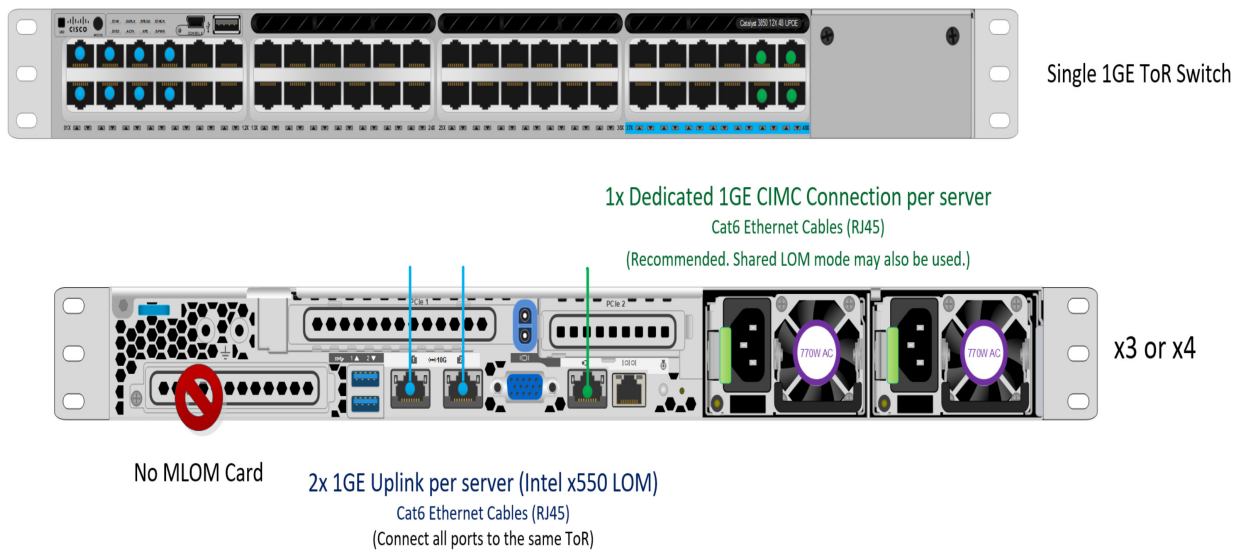 CISCO
Catalyst 3850 12X 48 UPOE
Single 1GE ToR Switch
1x Dedicated 1GE CIMC Connection per server
Cat6 Ethernet Cables (RJ45)
(Recommended. Shared LOM mode may also be used.)
PCIe 1
PCIe 2
10G
770W AC
770W AC
x3 or x4
No MLOM Card
2x 1GE Uplink per server (Intel x550 LOM)
Cat6 Ethernet Cables (RJ45)
(Connect all ports to the same ToR)